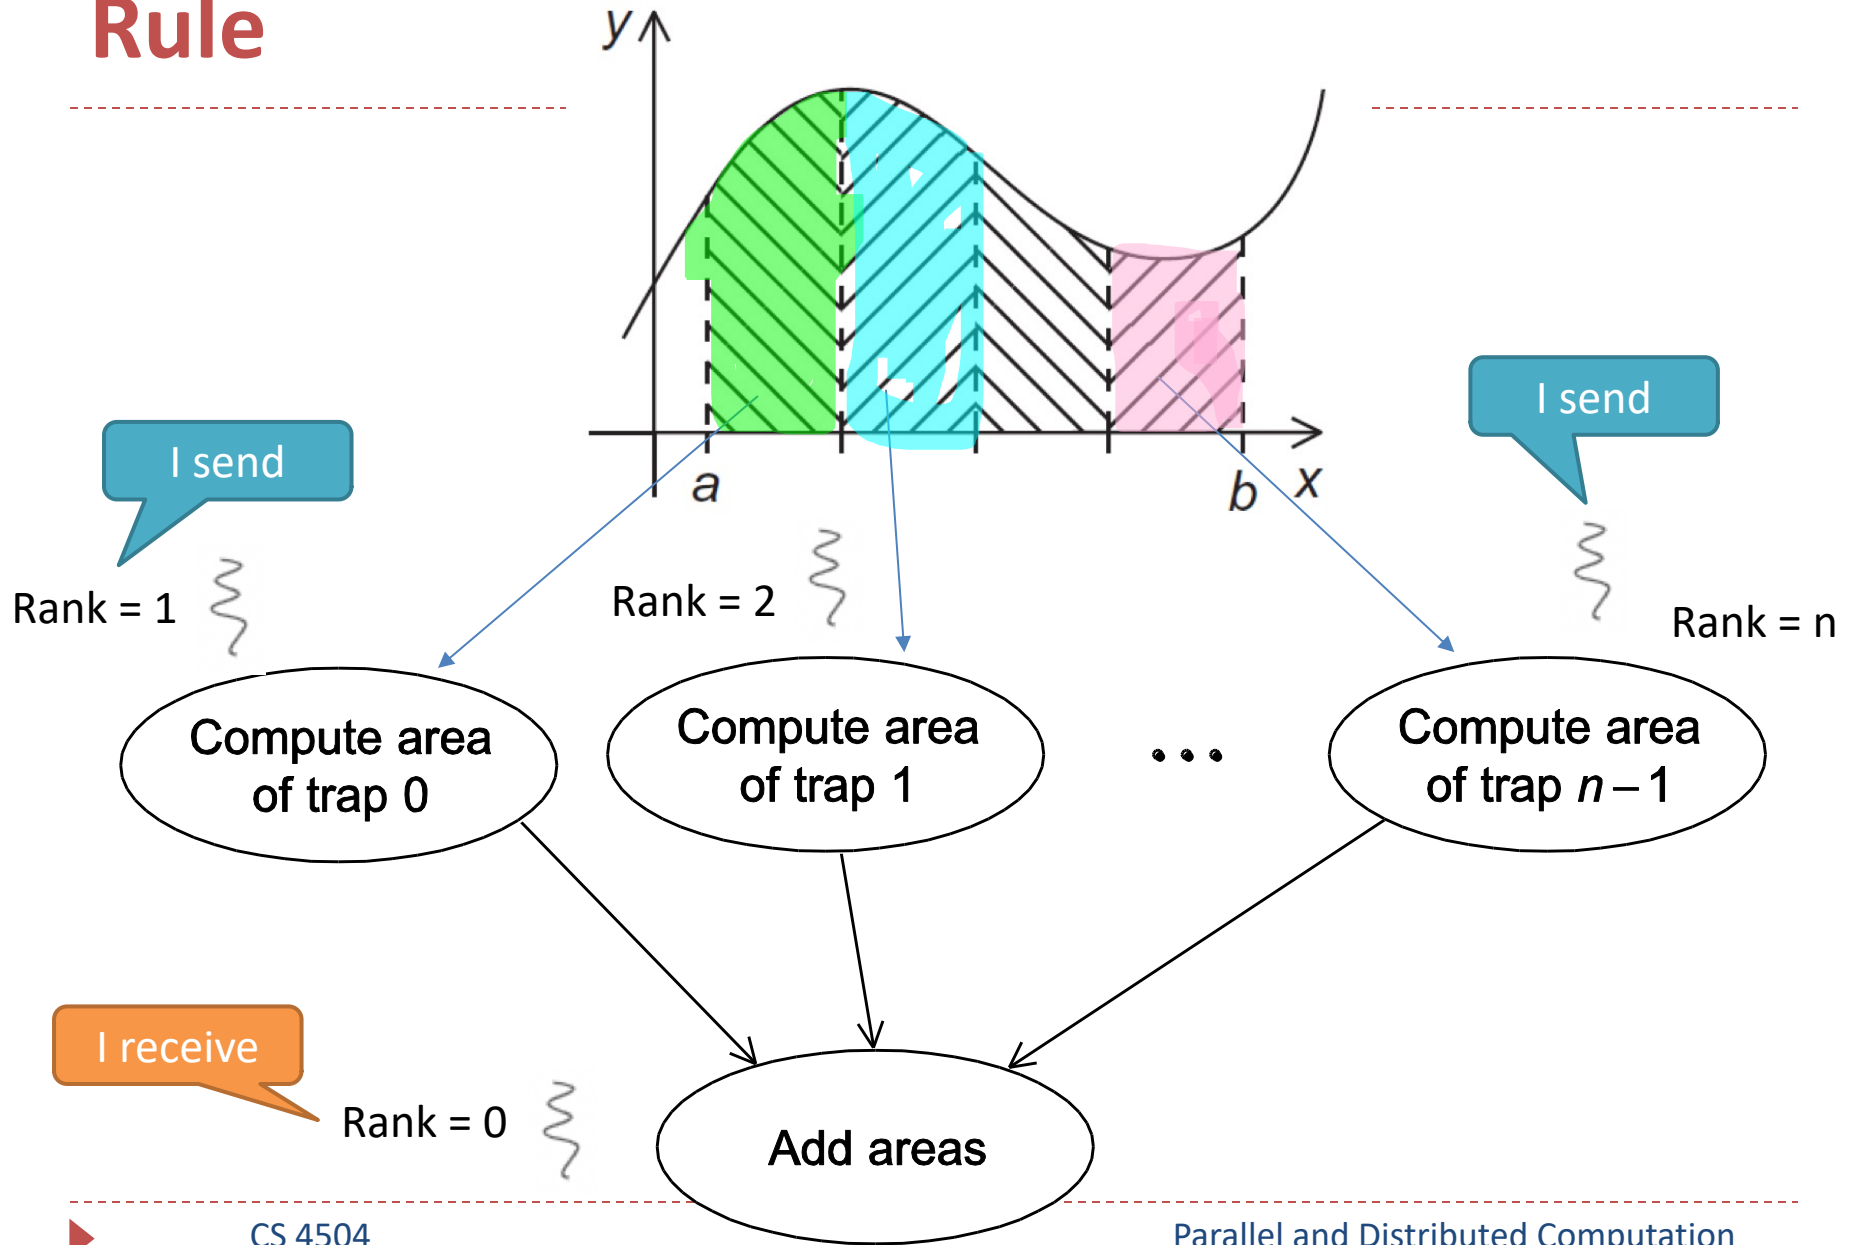 Rule
y
a
b
x
I send
I send
Rank = 1
Rank = 2
Rank = n
Compute area
of trap 0
Compute area
of trap 1
• • •
Compute area
of trap n – 1
I receive
Rank = 0
Add areas
CS 4504
Parallel and Distributed Computation